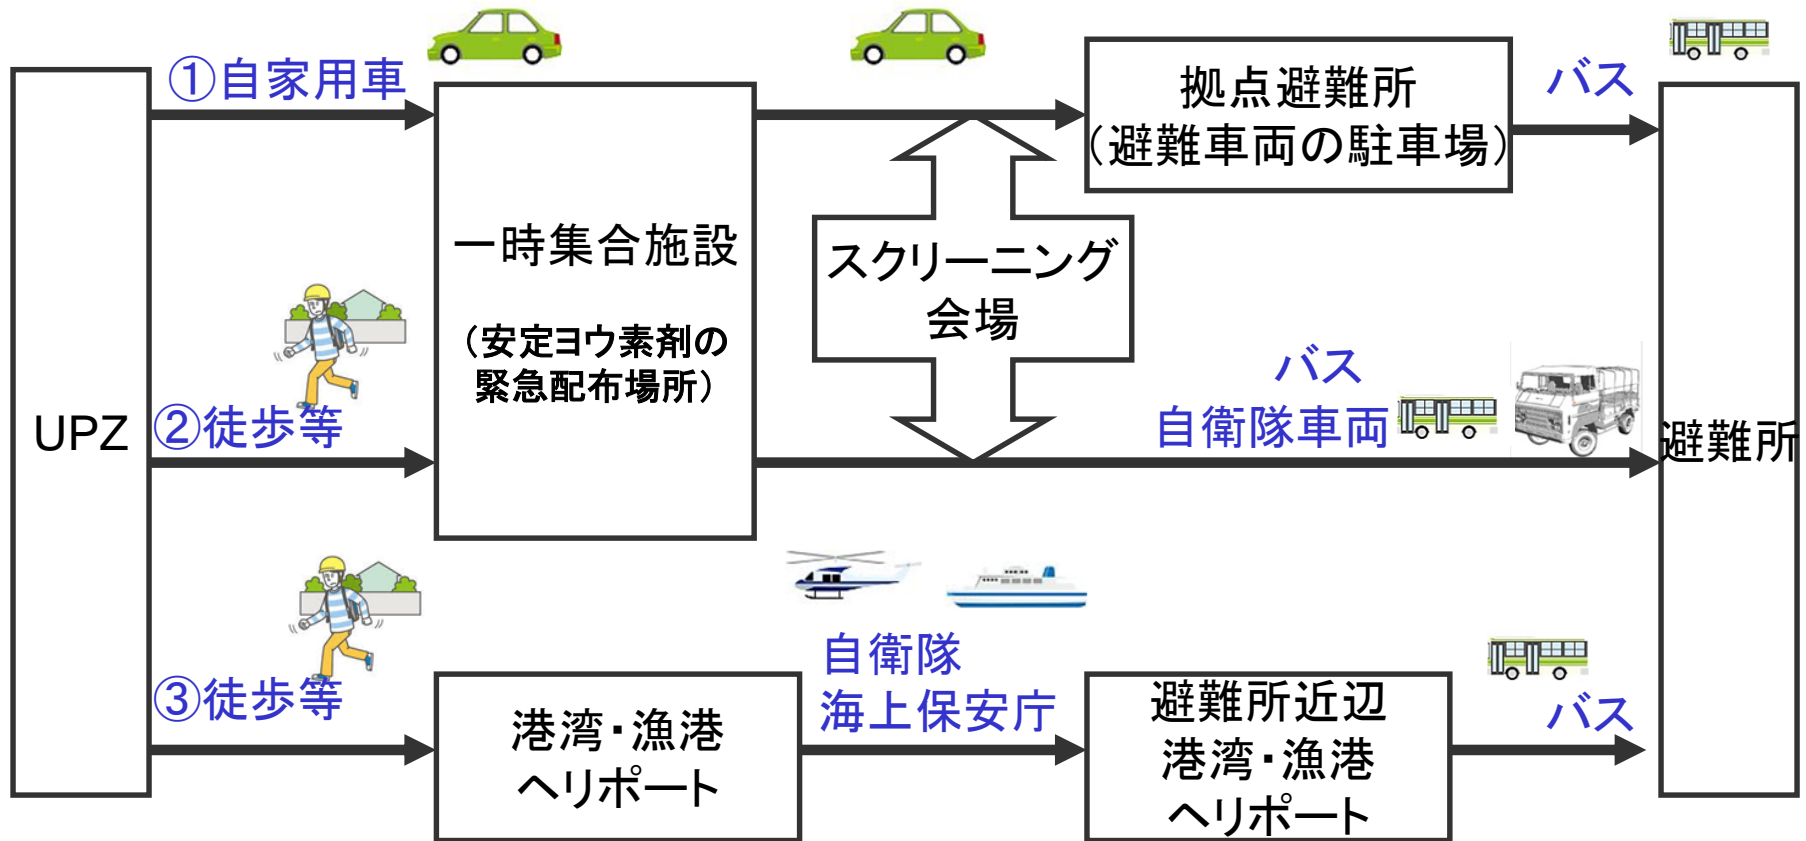 UPZ
①自家用車
一時集合施設
（安定ヨウ素剤の
緊急配布場所）
スクリーニング
会場
拠点避難所
（避難車両の駐車場）
バス
避難所
②徒歩等
バス
自衛隊車両
③徒歩等
港湾・漁港
ヘリポート
自衛隊
海上保安庁
避難所近辺
港湾・漁港
ヘリポート
バス